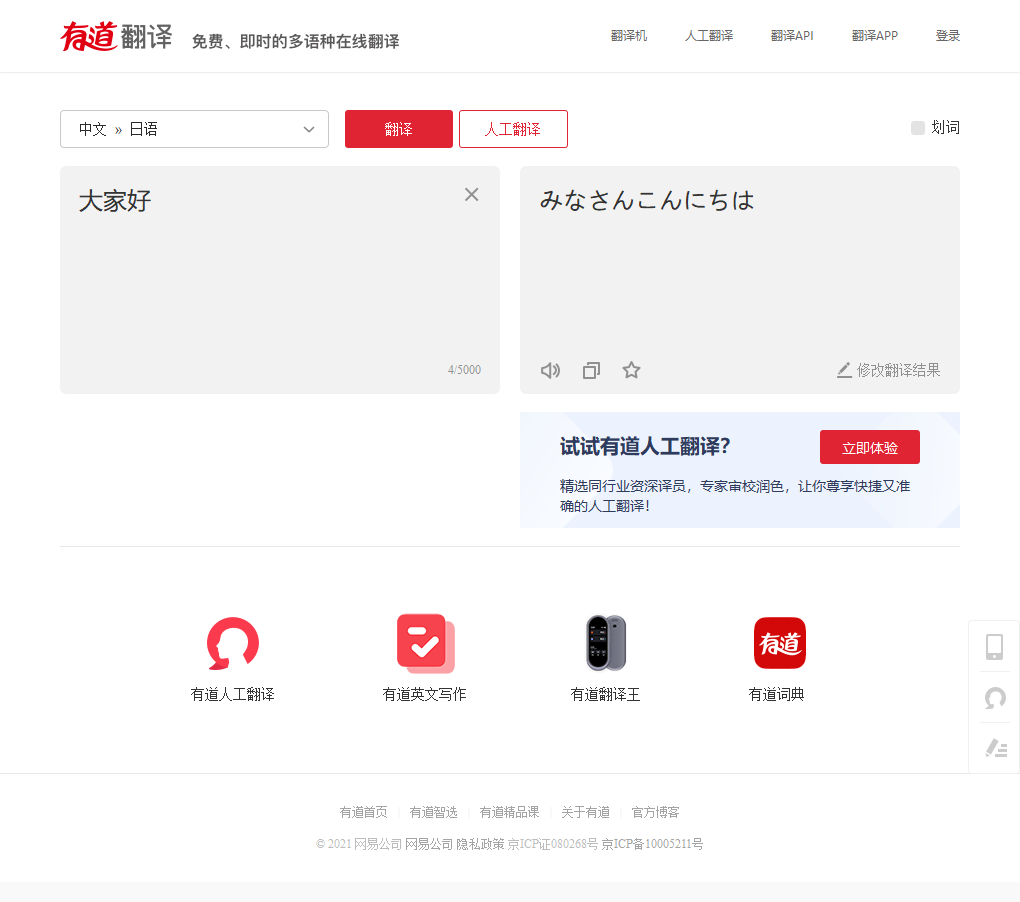 有道翻译 免费、即时的多语种在线翻译 翻译机 人工翻译 翻译API 翻译APP 登录
中文 » 日语 翻译 人工翻译 划词
大家好
みなさんこんにちは
4/5000 修改翻译结果
试试有道人工翻译? 立即体验
精选同行业资深译员，专家审校润色，让你尊享快捷又准
确的人工翻译!
有道
有道人工翻译 有道英文写作 有道翻译王 有道词典
有道首页 有道智选 有道精品课 关于有道 官方博客
© 2021 网易公司 网易公司 隐私政策 京ICP证080268号 京ICP备10005211号